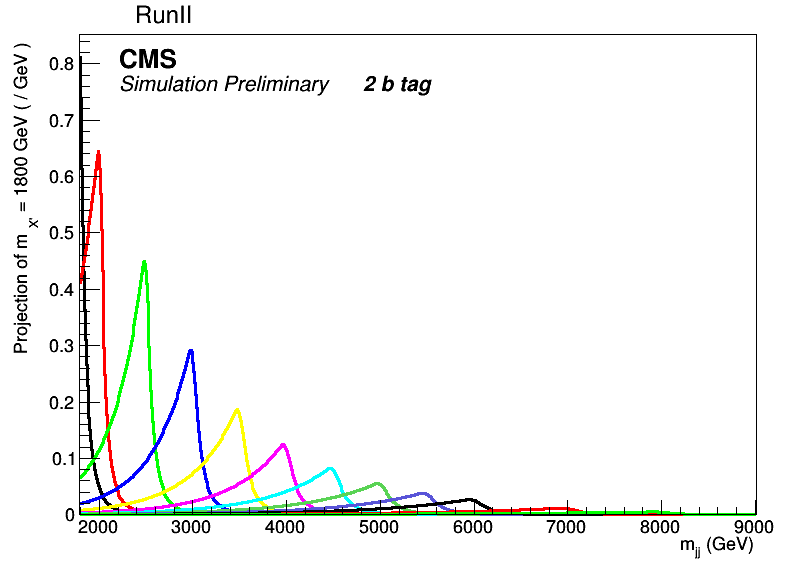 RunII
CMS
Simulation Preliminary 2 b tag
Projection of m_X' = 1800 GeV ( / GeV )
0.8
0.7
0.6
0.5
0.4
0.3
0.2
0.1
0
2000 3000 4000 5000 6000 7000 8000 9000
m_jj (GeV)